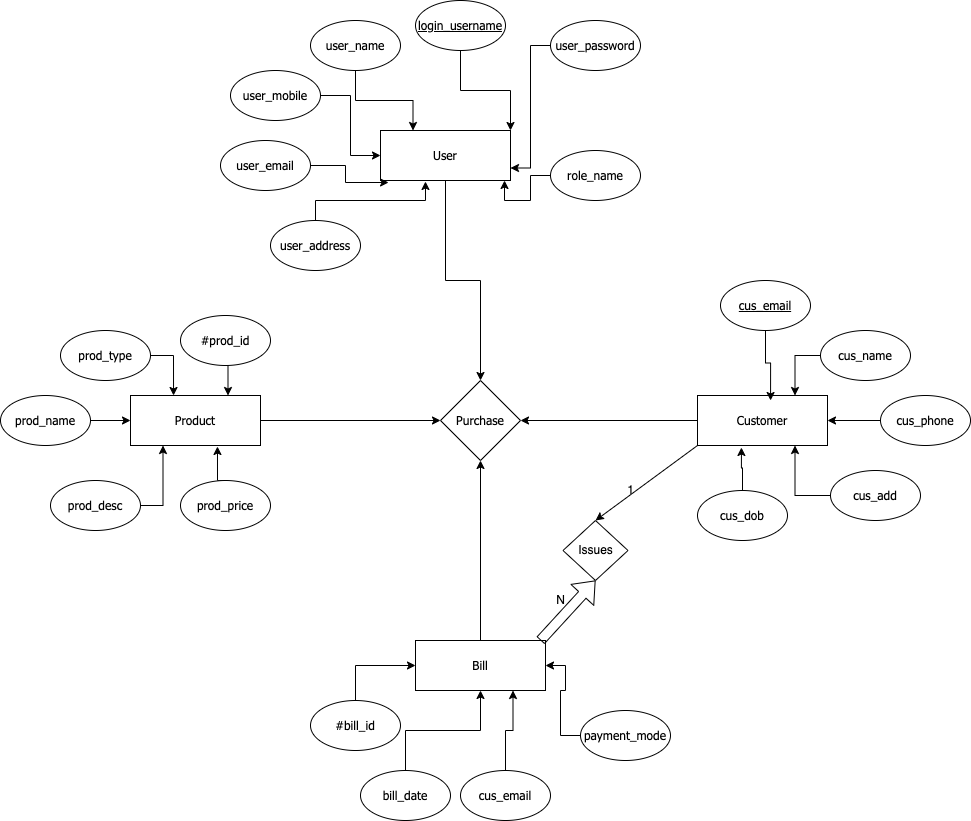 login_username
user_name
user_password
user_mobile
User
user_email
role_name
user_address
cus_email
#prod_id
prod_type
cus_name
prod_name
Product
Purchase
Customer
cus_phone
prod_desc
prod_price
1
cus_add
cus_dob
Issues
N
Bill
#bill_id
payment_mode
bill_date
cus_email